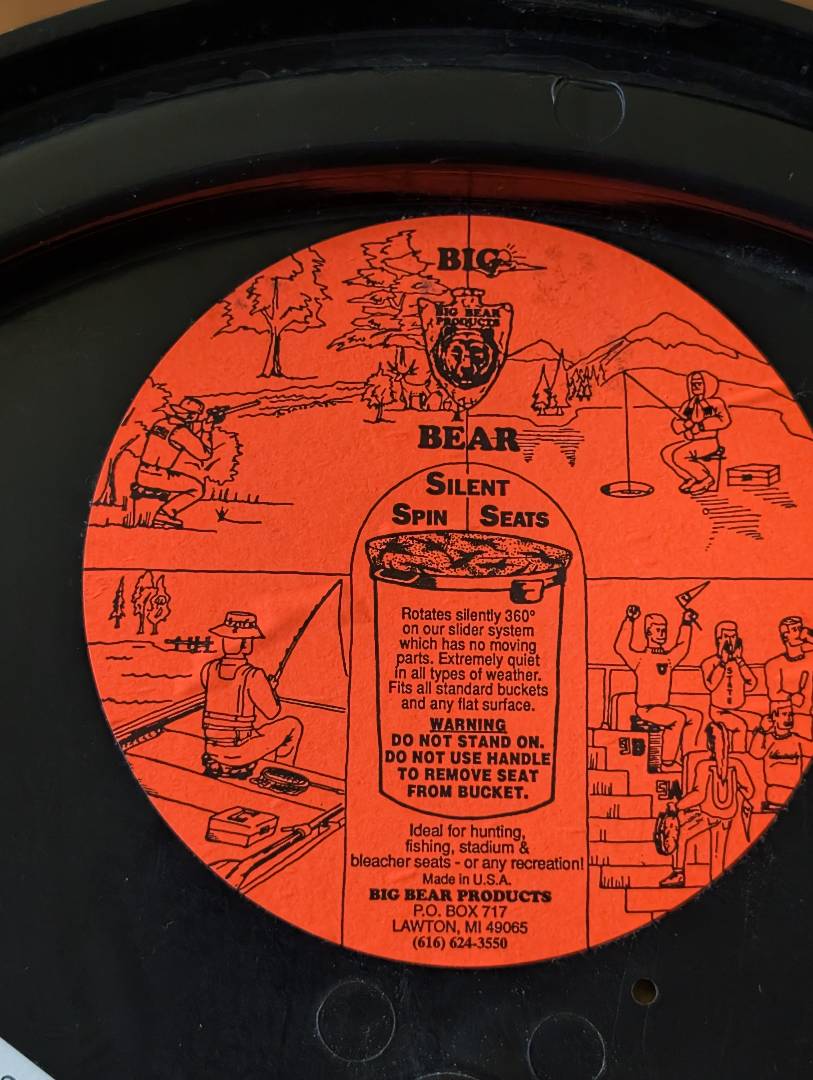 BIG
BIG BEAR
PRODUCTS
BEAR
SILENT
SPIN SEATS
Rotates silently 360°
on our slider system
which has no moving
parts. Extremely quiet
in all types of weather.
Fits all standard buckets
and any flat surface.
WARNING
DO NOT STAND ON.
DO NOT USE HANDLE
TO REMOVE SEAT
FROM BUCKET.
Ideal for hunting,
fishing, stadium &
bleacher seats - or any recreation!
Made in U.S.A.
BIG BEAR PRODUCTS
P.O. BOX 717
LAWTON, MI 49065
(616) 624-3550